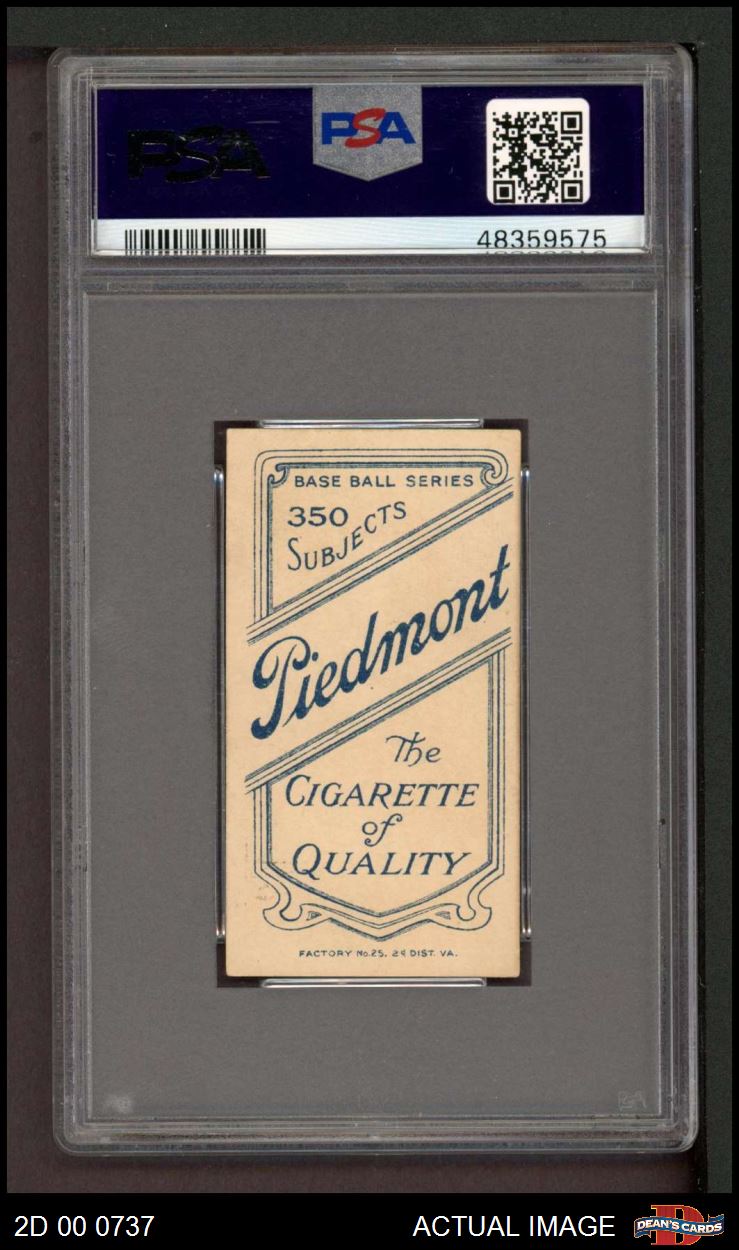 PSA
PSA
48359575
BASE BALL SERIES
350
SUBJECTS
Piedmont
The
CIGARETTE
of
QUALITY
FACTORY No.25. 2d DIST. VA.
2D 00 0737
ACTUAL IMAGE
D
DEAN'S CARDS